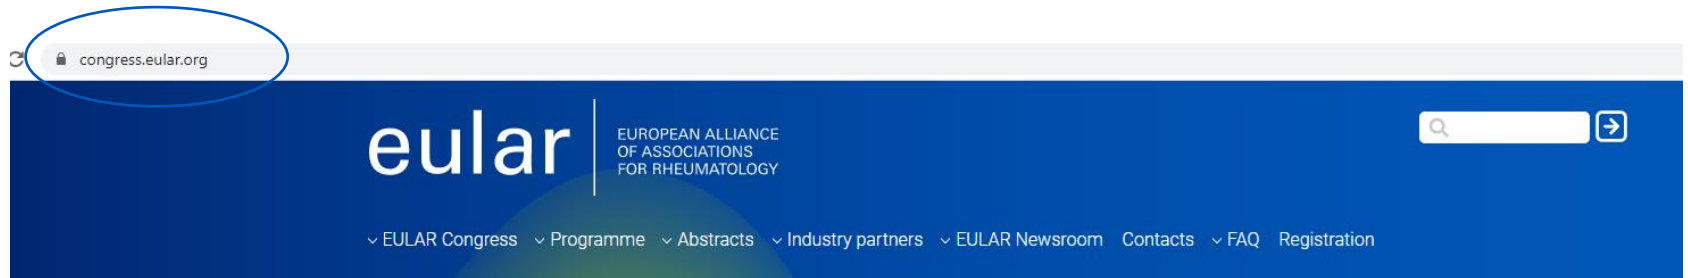 congress.eular.org
eular
EUROPEAN ALLIANCE
OF ASSOCIATIONS
FOR RHEUMATOLOGY
EULAR Congress Programme Abstracts Industry partners EULAR Newsroom Contacts FAQ Registration